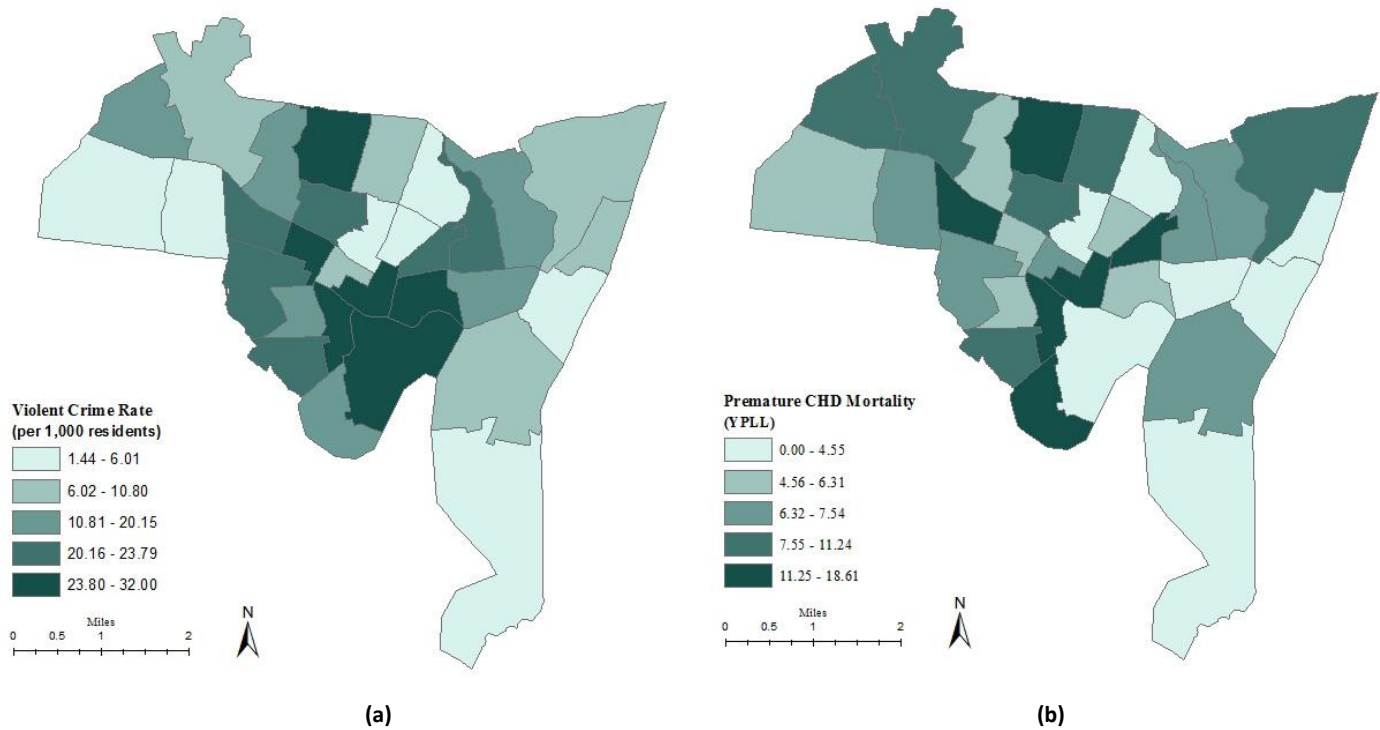 Violent Crime Rate
(per 1,000 residents)
1.44 - 6.01
6.02 - 10.80
10.81 - 20.15
20.16 - 23.79
23.80 - 32.00
Miles
0 0.5 1 2
N
(a)
Premature CHD Mortality
(YPLL)
0.00 - 4.55
4.56 - 6.31
6.32 - 7.54
7.55 - 11.24
11.25 - 18.61
Miles
0 0.5 1 2
N
(b)